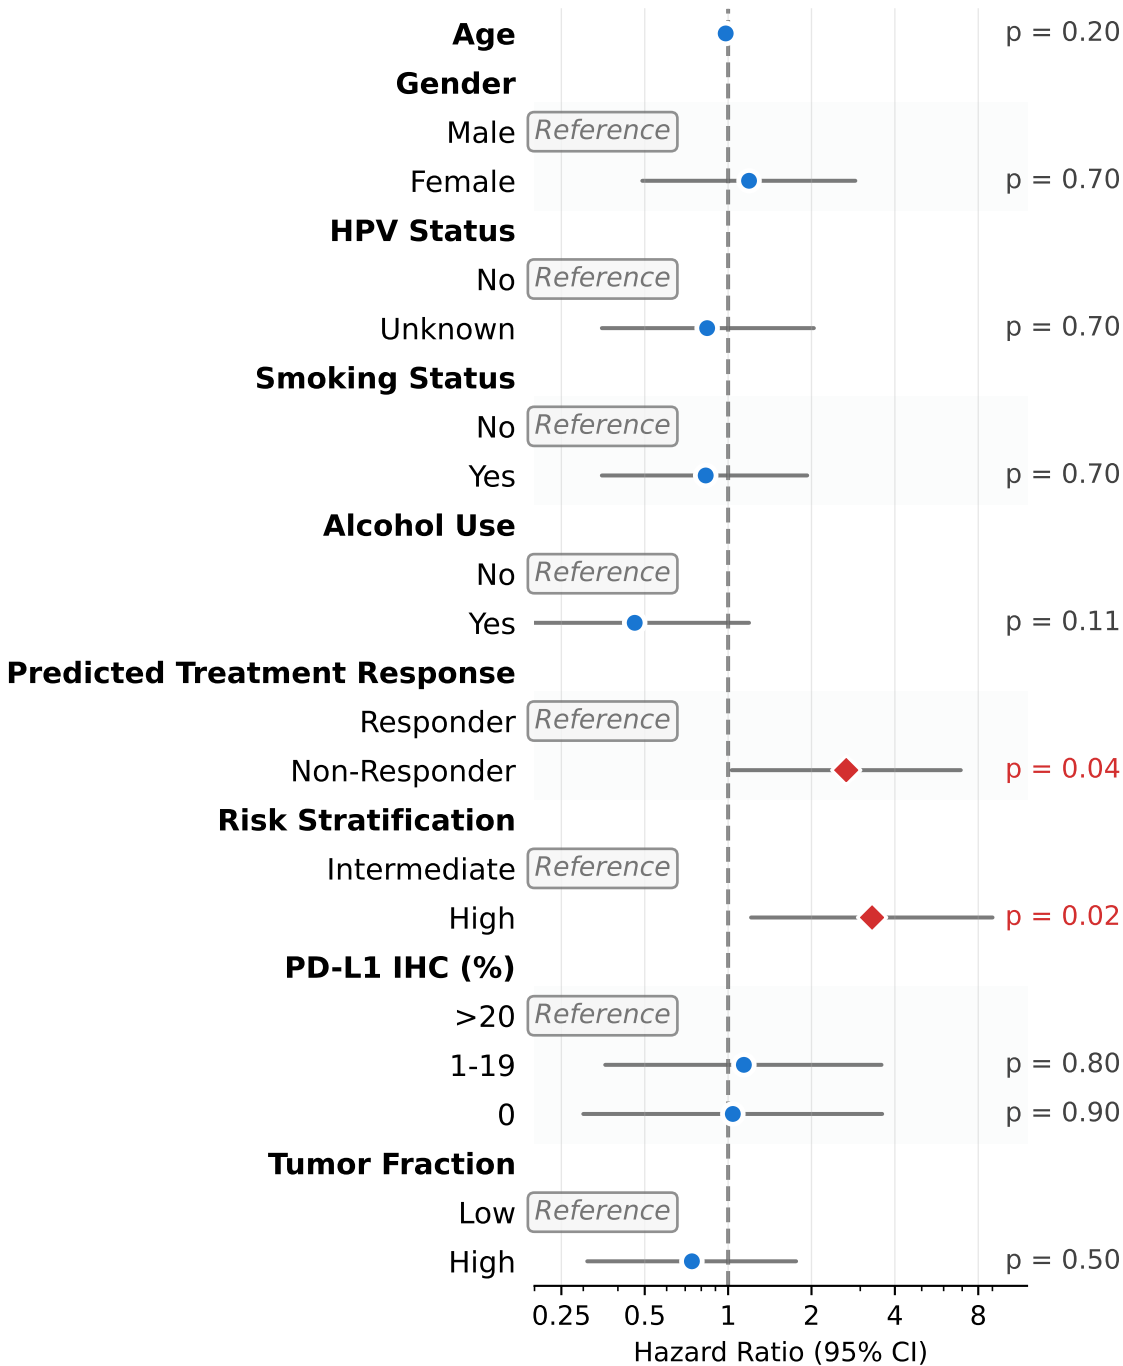 Age p = 0.20
Gender
Male Reference
Female p = 0.70
HPV Status
No Reference
Unknown p = 0.70
Smoking Status
No Reference
Yes p = 0.70
Alcohol Use
No Reference
Yes p = 0.11
Predicted Treatment Response
Responder Reference
Non-Responder p = 0.04
Risk Stratification
Intermediate Reference
High p = 0.02
PD-L1 IHC (%)
>20 Reference
1-19 p = 0.80
0 p = 0.90
Tumor Fraction
Low Reference
High p = 0.50
0.25 0.5 1 2 4 8
Hazard Ratio (95% CI)